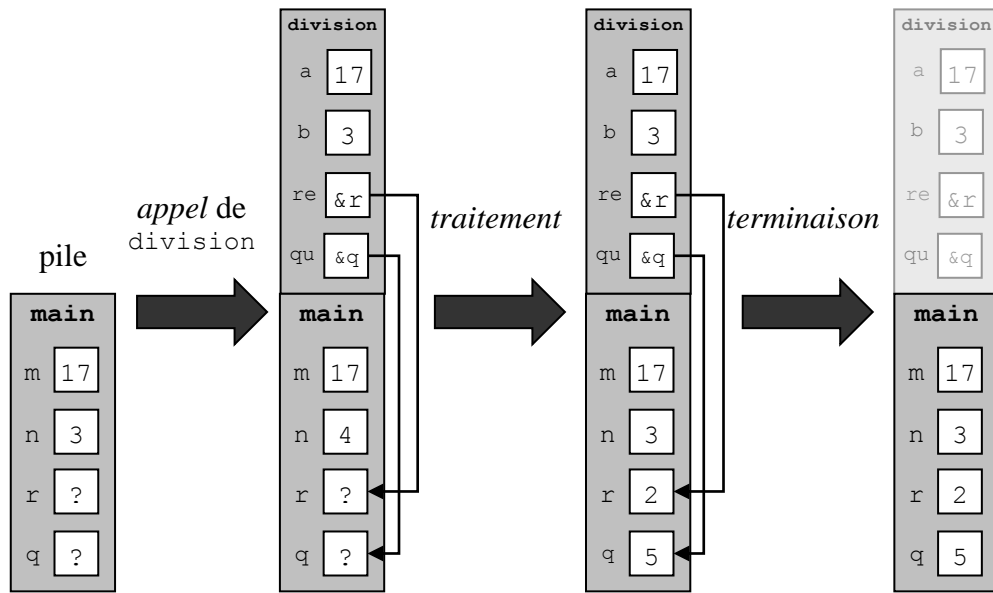 division
a 17
b 3
re &r
qu &q
division
a 17
b 3
re &r
qu &q
division
a 17
b 3
re &r
qu &q
appel de
division
traitement
terminaison
pile
main
m 17
n 3
r ?
q ?
main
m 17
n 4
r ?
q ?
main
m 17
n 3
r 2
q 5
main
m 17
n 3
r 2
q 5